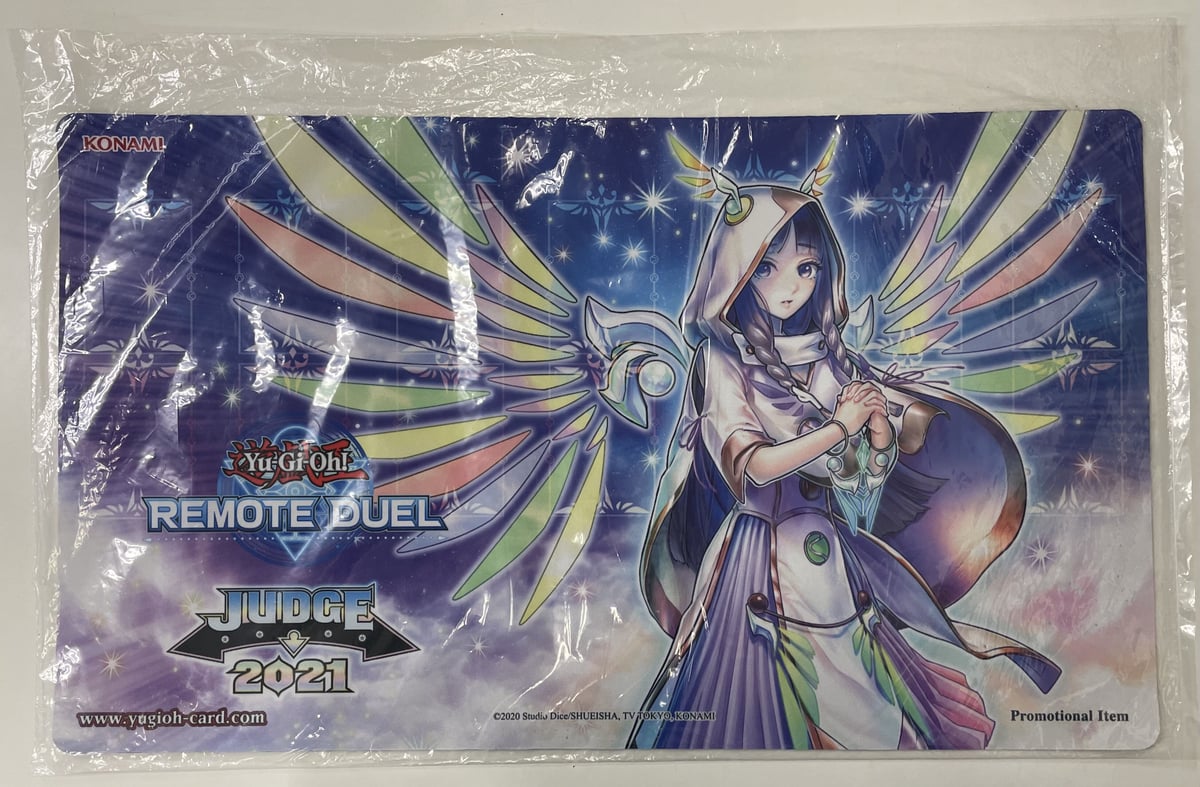 KONAMI
Yu-Gi-Oh!
REMOTE DUEL
JUDGE
2021
www.yugioh-card.com
©2020 Studio Dice/SHUEISHA, TV TOKYO, KONAMI
Promotional Item